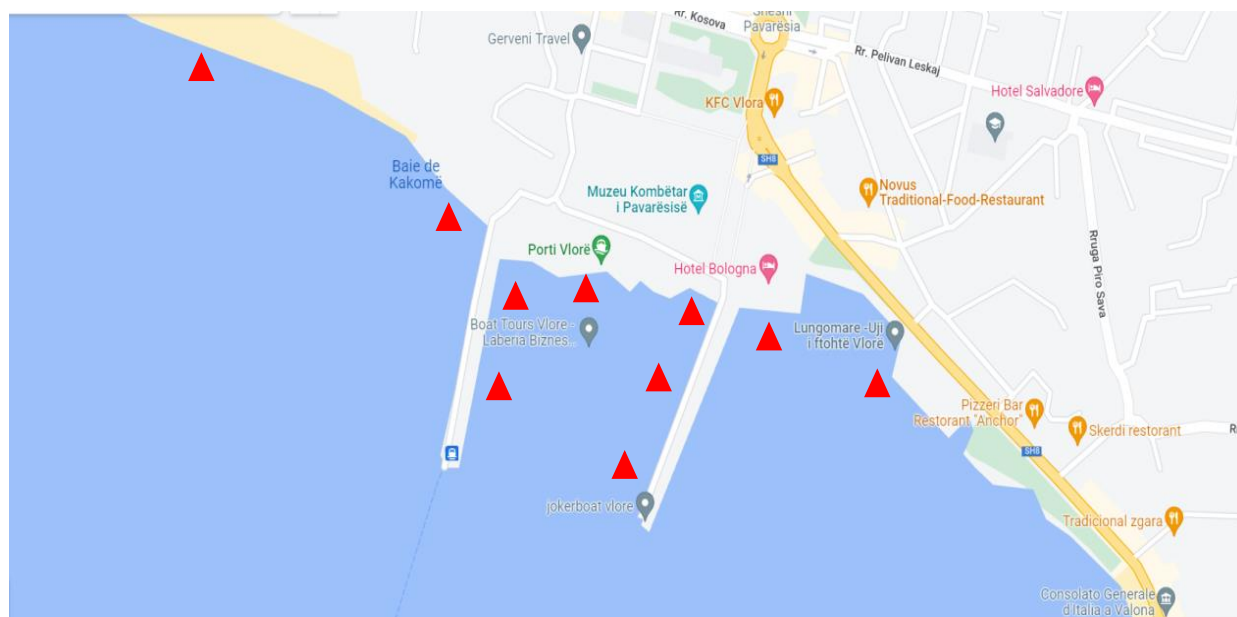 Sheshi
Pavarësia
Rr. Kosova
Gerveni Travel
Rr. Pelivan Leskaj
Hotel Salvadore
KFC Vlora
SH8
Baie de
Kakomë
Muzeu Kombëtar
i Pavarësisë
Novus
Traditional-Food-Restaurant
Porti Vlorë
Hotel Bologna
Rruga Piro Sava
Boat Tours Vlore -
Laberia Biznes...
Lungomare -Uji
i ftohtë Vlorë
Pizzeri Bar
Restorant "Anchor"
Skerdi restorant
SH8
jokerboat vlore
Tradicional zgara
Consolato Generale
d'Italia a Valona